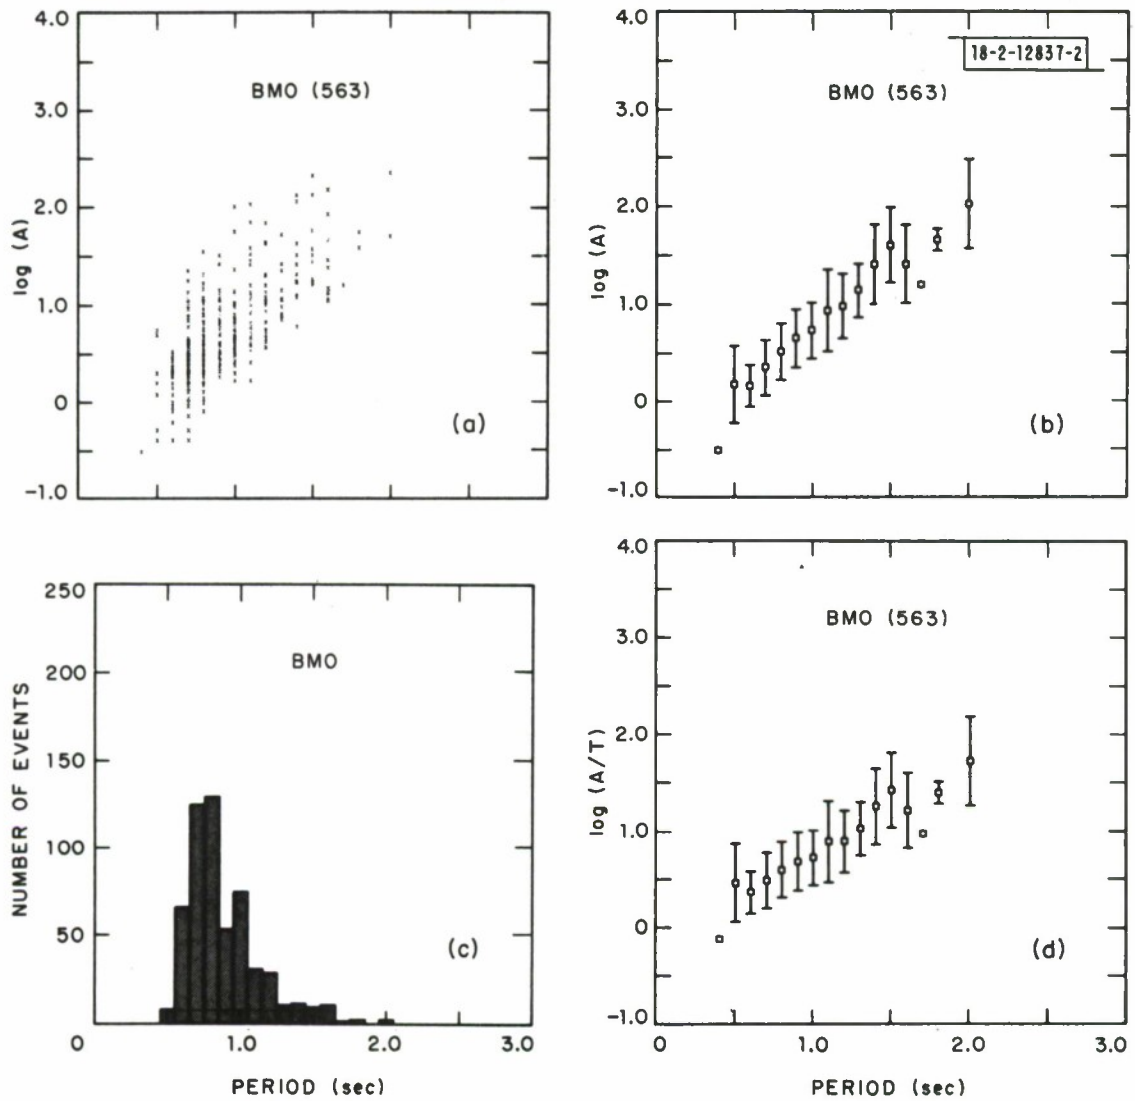 4.0
3.0
2.0
1.0
0
-1.0
log (A)
BMO (563)
(a)
4.0
3.0
2.0
1.0
0
-1.0
log (A)
18-2-12837-2
BMO (563)
(b)
250
200
150
100
50
NUMBER OF EVENTS
BMO
(c)
0 1.0 2.0 3.0
PERIOD (sec)
4.0
3.0
2.0
1.0
0
-1.0
log (A/T)
BMO (563)
(d)
0 1.0 2.0 3.0
PERIOD (sec)